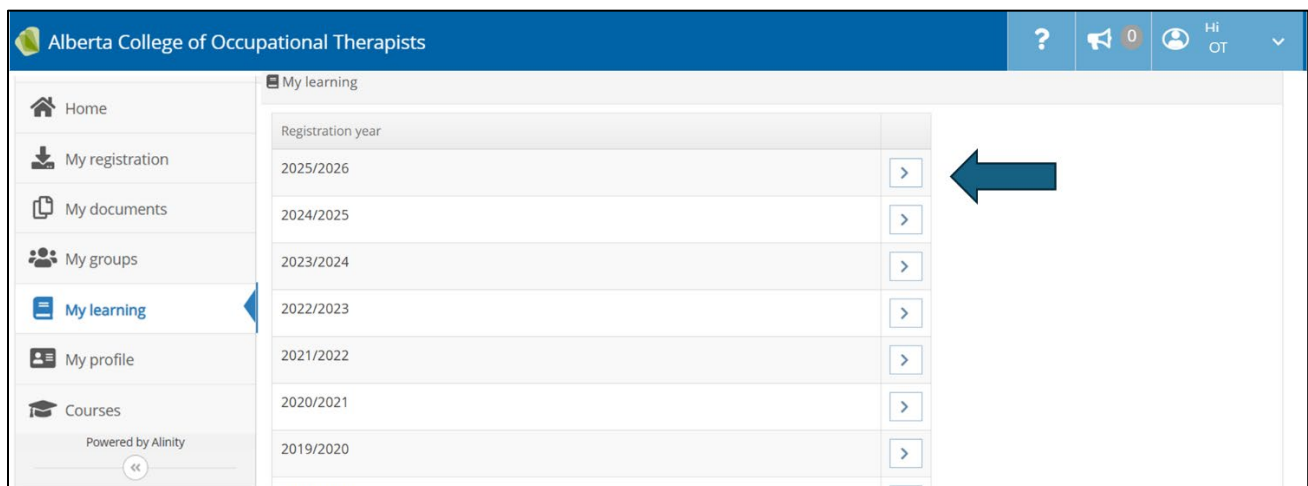 Alberta College of Occupational Therapists
?
0
Hi
OT
Home
My registration
My documents
My groups
My learning
My profile
Courses
Powered by Alinity
My learning
Registration year
2025/2026
2024/2025
2023/2024
2022/2023
2021/2022
2020/2021
2019/2020